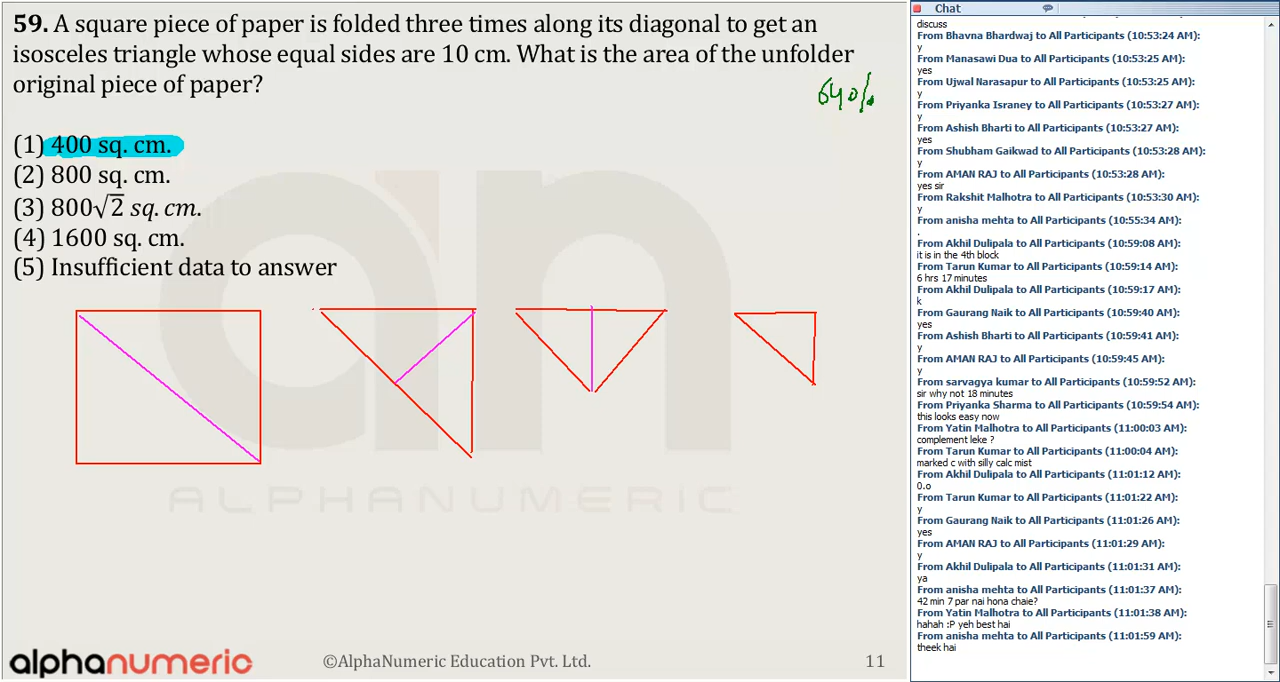 59. A square piece of paper is folded three times along its diagonal to get an
isosceles triangle whose equal sides are 10 cm. What is the area of the unfolder
original piece of paper?
640%
(1) 400 sq. cm.
(2) 800 sq. cm.
(3) 800√2 sq. cm.
(4) 1600 sq. cm.
(5) Insufficient data to answer
ALPHANUMERIC
alphanumeric
©AlphaNumeric Education Pvt. Ltd.
11
Chat
discuss
From Bhavna Bhardwaj to All Participants (10:53:24 AM):
y
From Manaswi Dua to All Participants (10:53:25 AM):
yes
From Ujwal Narasapur to All Participants (10:53:25 AM):
y
From Priyanka Israney to All Participants (10:53:27 AM):
y
From Ashish Bharti to All Participants (10:53:27 AM):
yes
From Shubham Gaikwad to All Participants (10:53:28 AM):
y
From AMAN RAJ to All Participants (10:53:28 AM):
yes sir
From Rakshit Malhotra to All Participants (10:53:30 AM):
y
From anisha mehta to All Participants (10:55:34 AM):
.
From Akhil Dulipala to All Participants (10:59:08 AM):
it is in the 4th block
From Tarun Kumar to All Participants (10:59:14 AM):
6 hrs 17 minutes
From Akhil Dulipala to All Participants (10:59:17 AM):
k
From Gaurang Naik to All Participants (10:59:40 AM):
yes
From Ashish Bharti to All Participants (10:59:41 AM):
y
From AMAN RAJ to All Participants (10:59:45 AM):
y
From sarvagya kumar to All Participants (10:59:52 AM):
sir why not 18 minutes
From Priyanka Sharma to All Participants (10:59:54 AM):
this looks easy now
From Yatin Malhotra to All Participants (11:00:03 AM):
complement leke ?
From Tarun Kumar to All Participants (11:00:04 AM):
marked c with silly calc mist
From Akhil Dulipala to All Participants (11:01:12 AM):
0.o
From Tarun Kumar to All Participants (11:01:22 AM):
y
From Gaurang Naik to All Participants (11:01:26 AM):
yes
From AMAN RAJ to All Participants (11:01:29 AM):
y
From Akhil Dulipala to All Participants (11:01:31 AM):
ya
From anisha mehta to All Participants (11:01:37 AM):
42 min 7 par nai hona chaie?
From Yatin Malhotra to All Participants (11:01:38 AM):
hahah :P yeh best hai
From anisha mehta to All Participants (11:01:59 AM):
theek hai